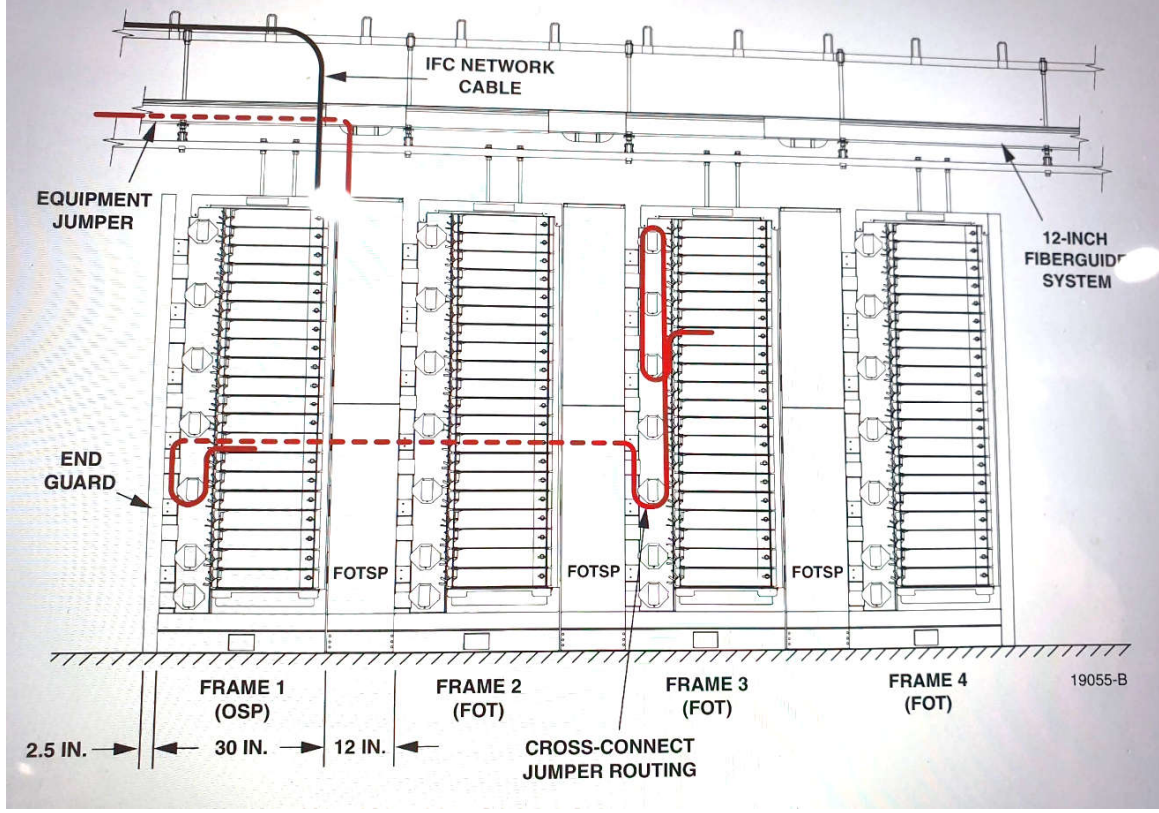 IFC NETWORK
CABLE
EQUIPMENT
JUMPER
12-INCH
FIBERGUIDE
SYSTEM
END
GUARD
FOTSP
FOTSP
FOTSP
FRAME 1
(OSP)
FRAME 2
(FOT)
FRAME 3
(FOT)
FRAME 4
(FOT)
19055-B
2.5 IN.
30 IN.
12 IN.
CROSS-CONNECT
JUMPER ROUTING